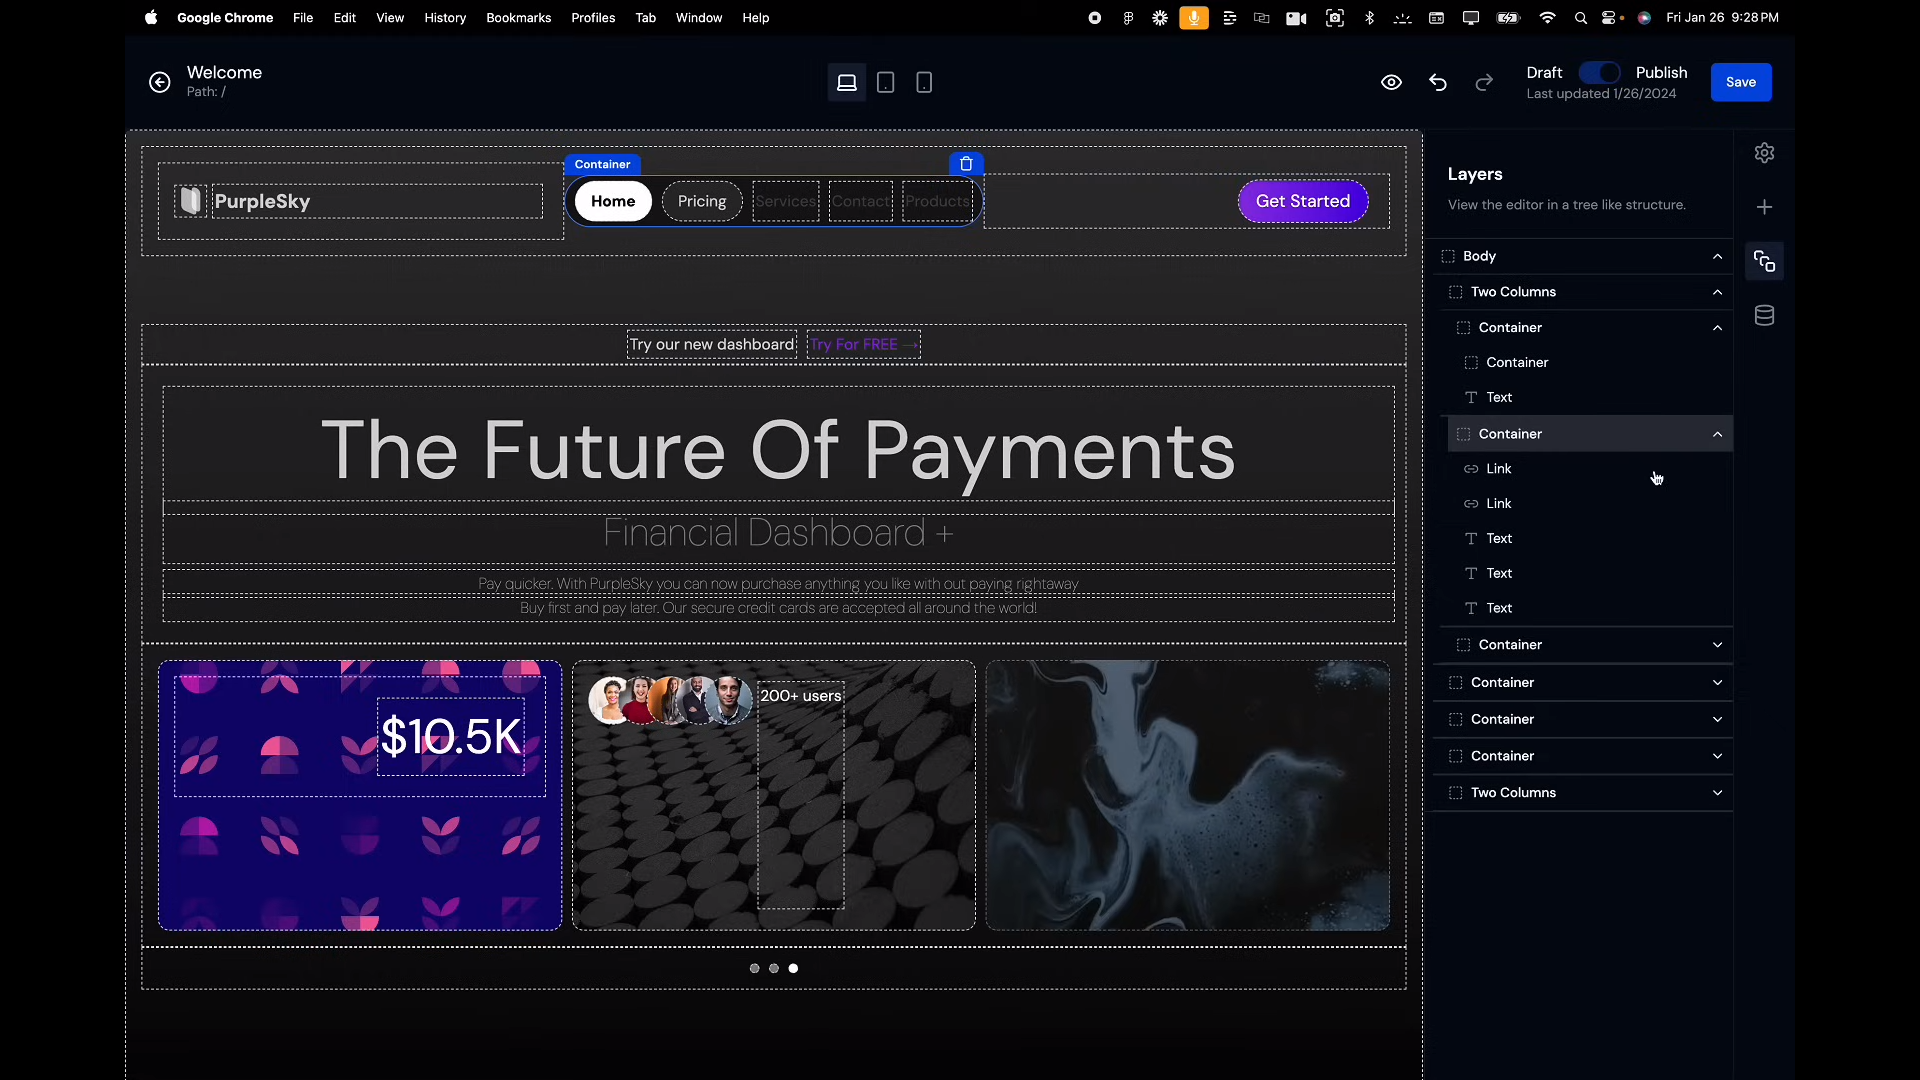 Google Chrome File Edit View History Bookmarks Profiles Tab Window Help Fri Jan 26 9:28 PM
Welcome
Path: /
Draft Publish
Last updated 1/26/2024
Save
Container
PurpleSky
Home Pricing Services Contact Products
Get Started
Try our new dashboard Try For FREE →
The Future Of Payments
Financial Dashboard +
Pay quicker. With PurpleSky you can now purchase anything you like with out paying rightaway
Buy first and pay later. Our secure credit cards are accepted all around the world!
$10.5K
200+ users
Layers
View the editor in a tree like structure.
Body
Two Columns
Container
Container
Text
Container
Link
Link
Text
Text
Text
Container
Container
Container
Container
Two Columns